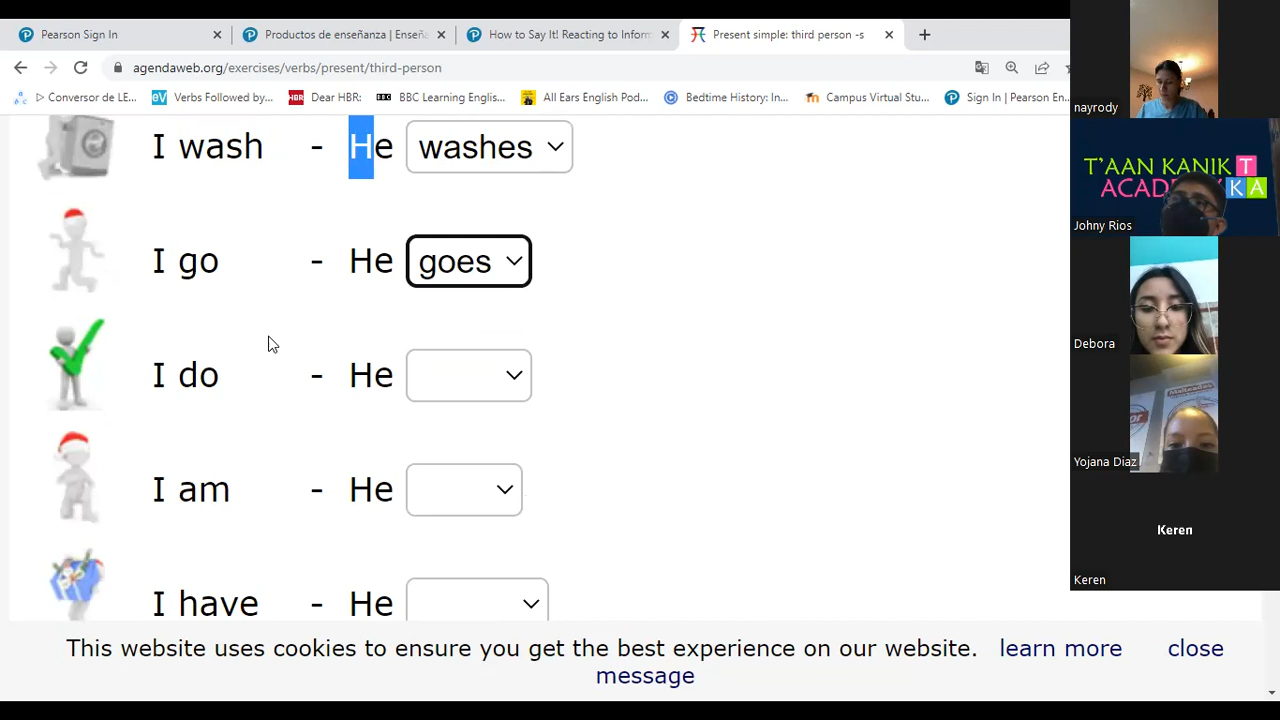 Pearson Sign In
Productos de enseñanza | Enseñ
How to Say It! Reacting to Inform
Present simple: third person -s
agendaweb.org/exercises/verbs/present/third-person
▷ Conversor de LE...
eV Verbs Followed by...
HBR Dear HBR:
BBC BBC Learning Englis...
All Ears English Pod...
Bedtime History: In...
Campus Virtual Stu...
Sign In | Pearson En...
I wash - He washes
I go - He goes
I do - He
I am - He
I have - He
This website uses cookies to ensure you get the best experience on our website. learn more close
message
nayrody
T'AAN KANIK T
KA
Johny Rios
Debora
Yojana Diaz
Keren
Keren